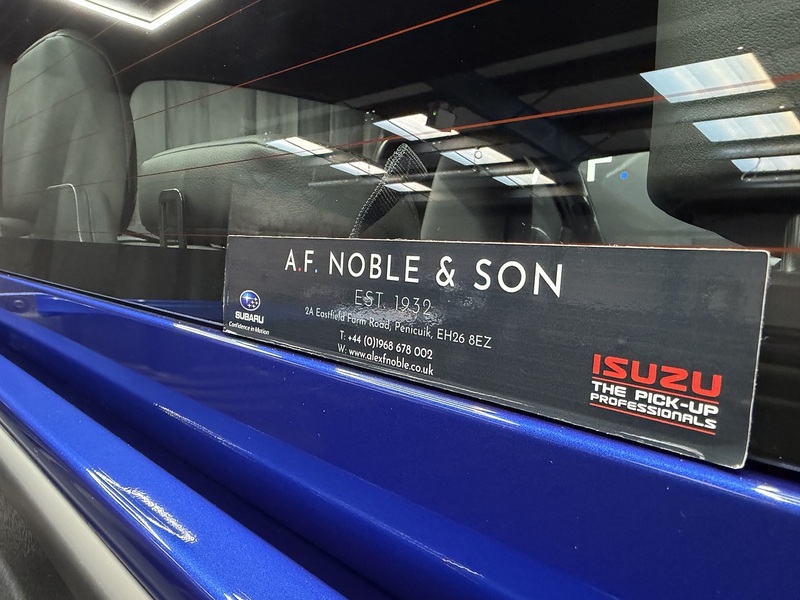 A.F. NOBLE & SON
EST. 1932
2A Eastfield Farm Road, Penicuik, EH26 8EZ
T: +44 (0)1968 678 002
W: www.alexfnoble.co.uk
SUBARU
Confidence in Motion
ISUZU
THE PICK-UP
PROFESSIONALS